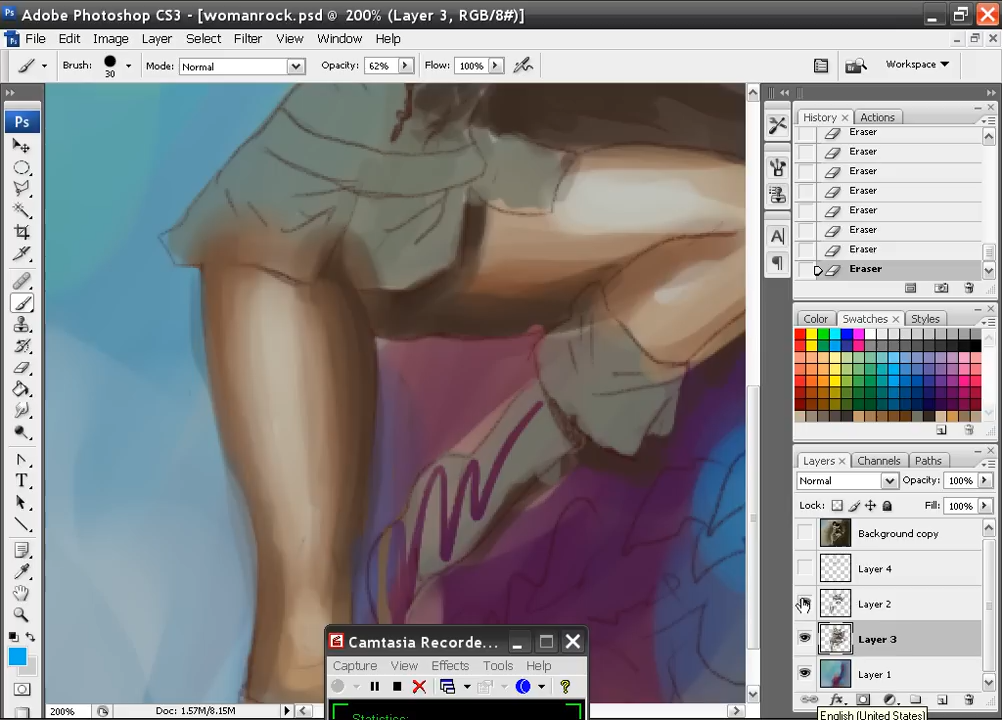 Adobe Photoshop CS3 - [womanrock.psd @ 200% (Layer 3, RGB/8#)]
File Edit Image Layer Select Filter View Window Help
Brush: 30 Mode: Normal Opacity: 62% Flow: 100% Workspace
Ps
History Actions
Eraser
Eraser
Eraser
Eraser
Eraser
Eraser
Eraser
Eraser
Color Swatches Styles
Layers Channels Paths
Normal Opacity: 100%
Lock: Fill: 100%
Background copy
Layer 4
Layer 2
Layer 3
Layer 1
Camtasia Recorde...
Capture View Effects Tools Help
Statistics:
200% Doc: 1.57M/8.15M
English (United States)